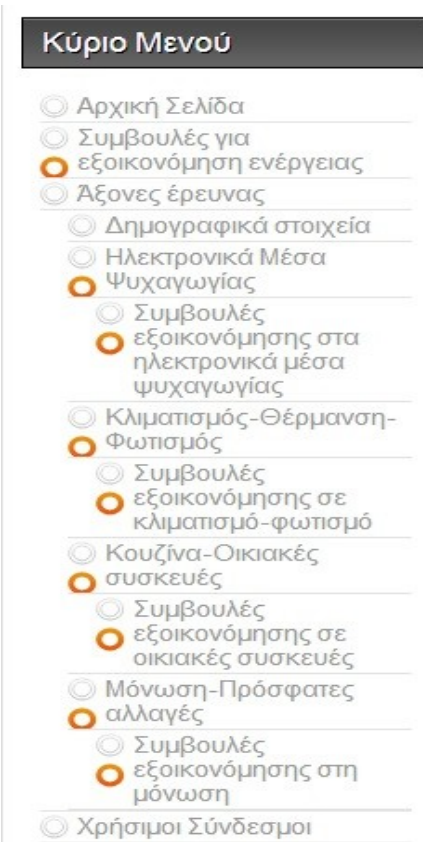 Κύριο Μενού
Αρχική Σελίδα
Συμβουλές για
εξοικονόμηση ενέργειας
Άξονες έρευνας
Δημογραφικά στοιχεία
Ηλεκτρονικά Μέσα
Ψυχαγωγίας
Συμβουλές
εξοικονόμησης στα
ηλεκτρονικά μέσα
ψυχαγωγίας
Κλιματισμός-Θέρμανση-
Φωτισμός
Συμβουλές
εξοικονόμησης σε
κλιματισμό-φωτισμό
Κουζίνα-Οικιακές
συσκευές
Συμβουλές
εξοικονόμησης σε
οικιακές συσκευές
Μόνωση-Πρόσφατες
αλλαγές
Συμβουλές
εξοικονόμησης στη
μόνωση
Χρήσιμοι Σύνδεσμοι